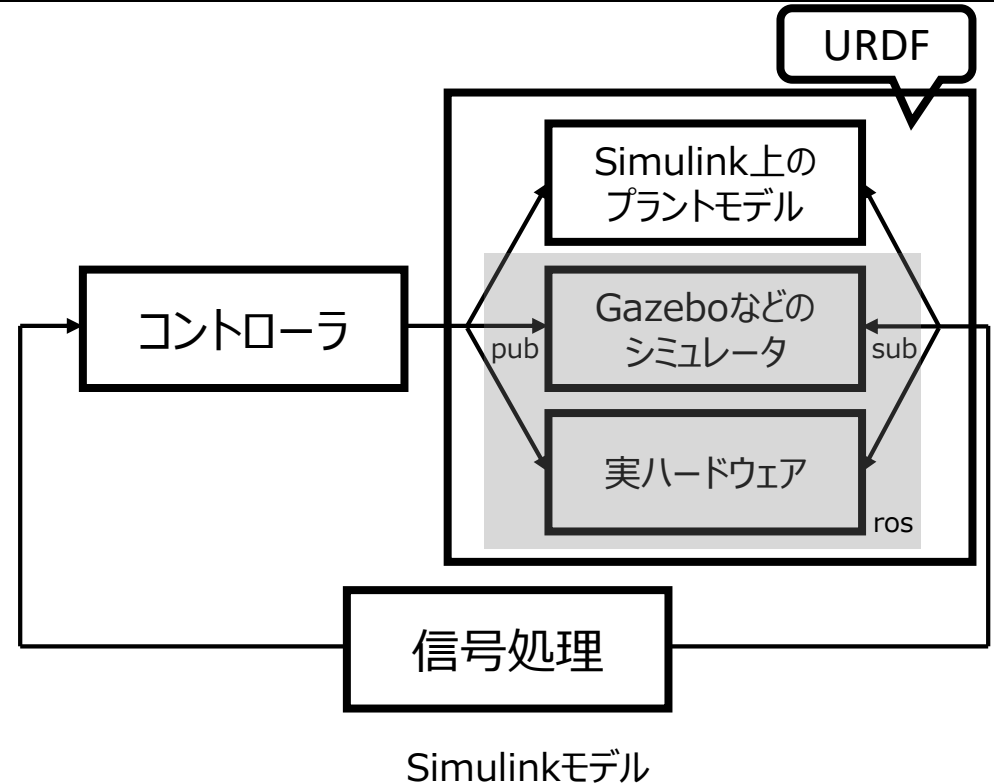 URDF
Simulink上の
プラントモデル
コントローラ
Gazeboなどの
シミュレータ
pub
sub
実ハードウェア
ros
信号処理
Simulinkモデル